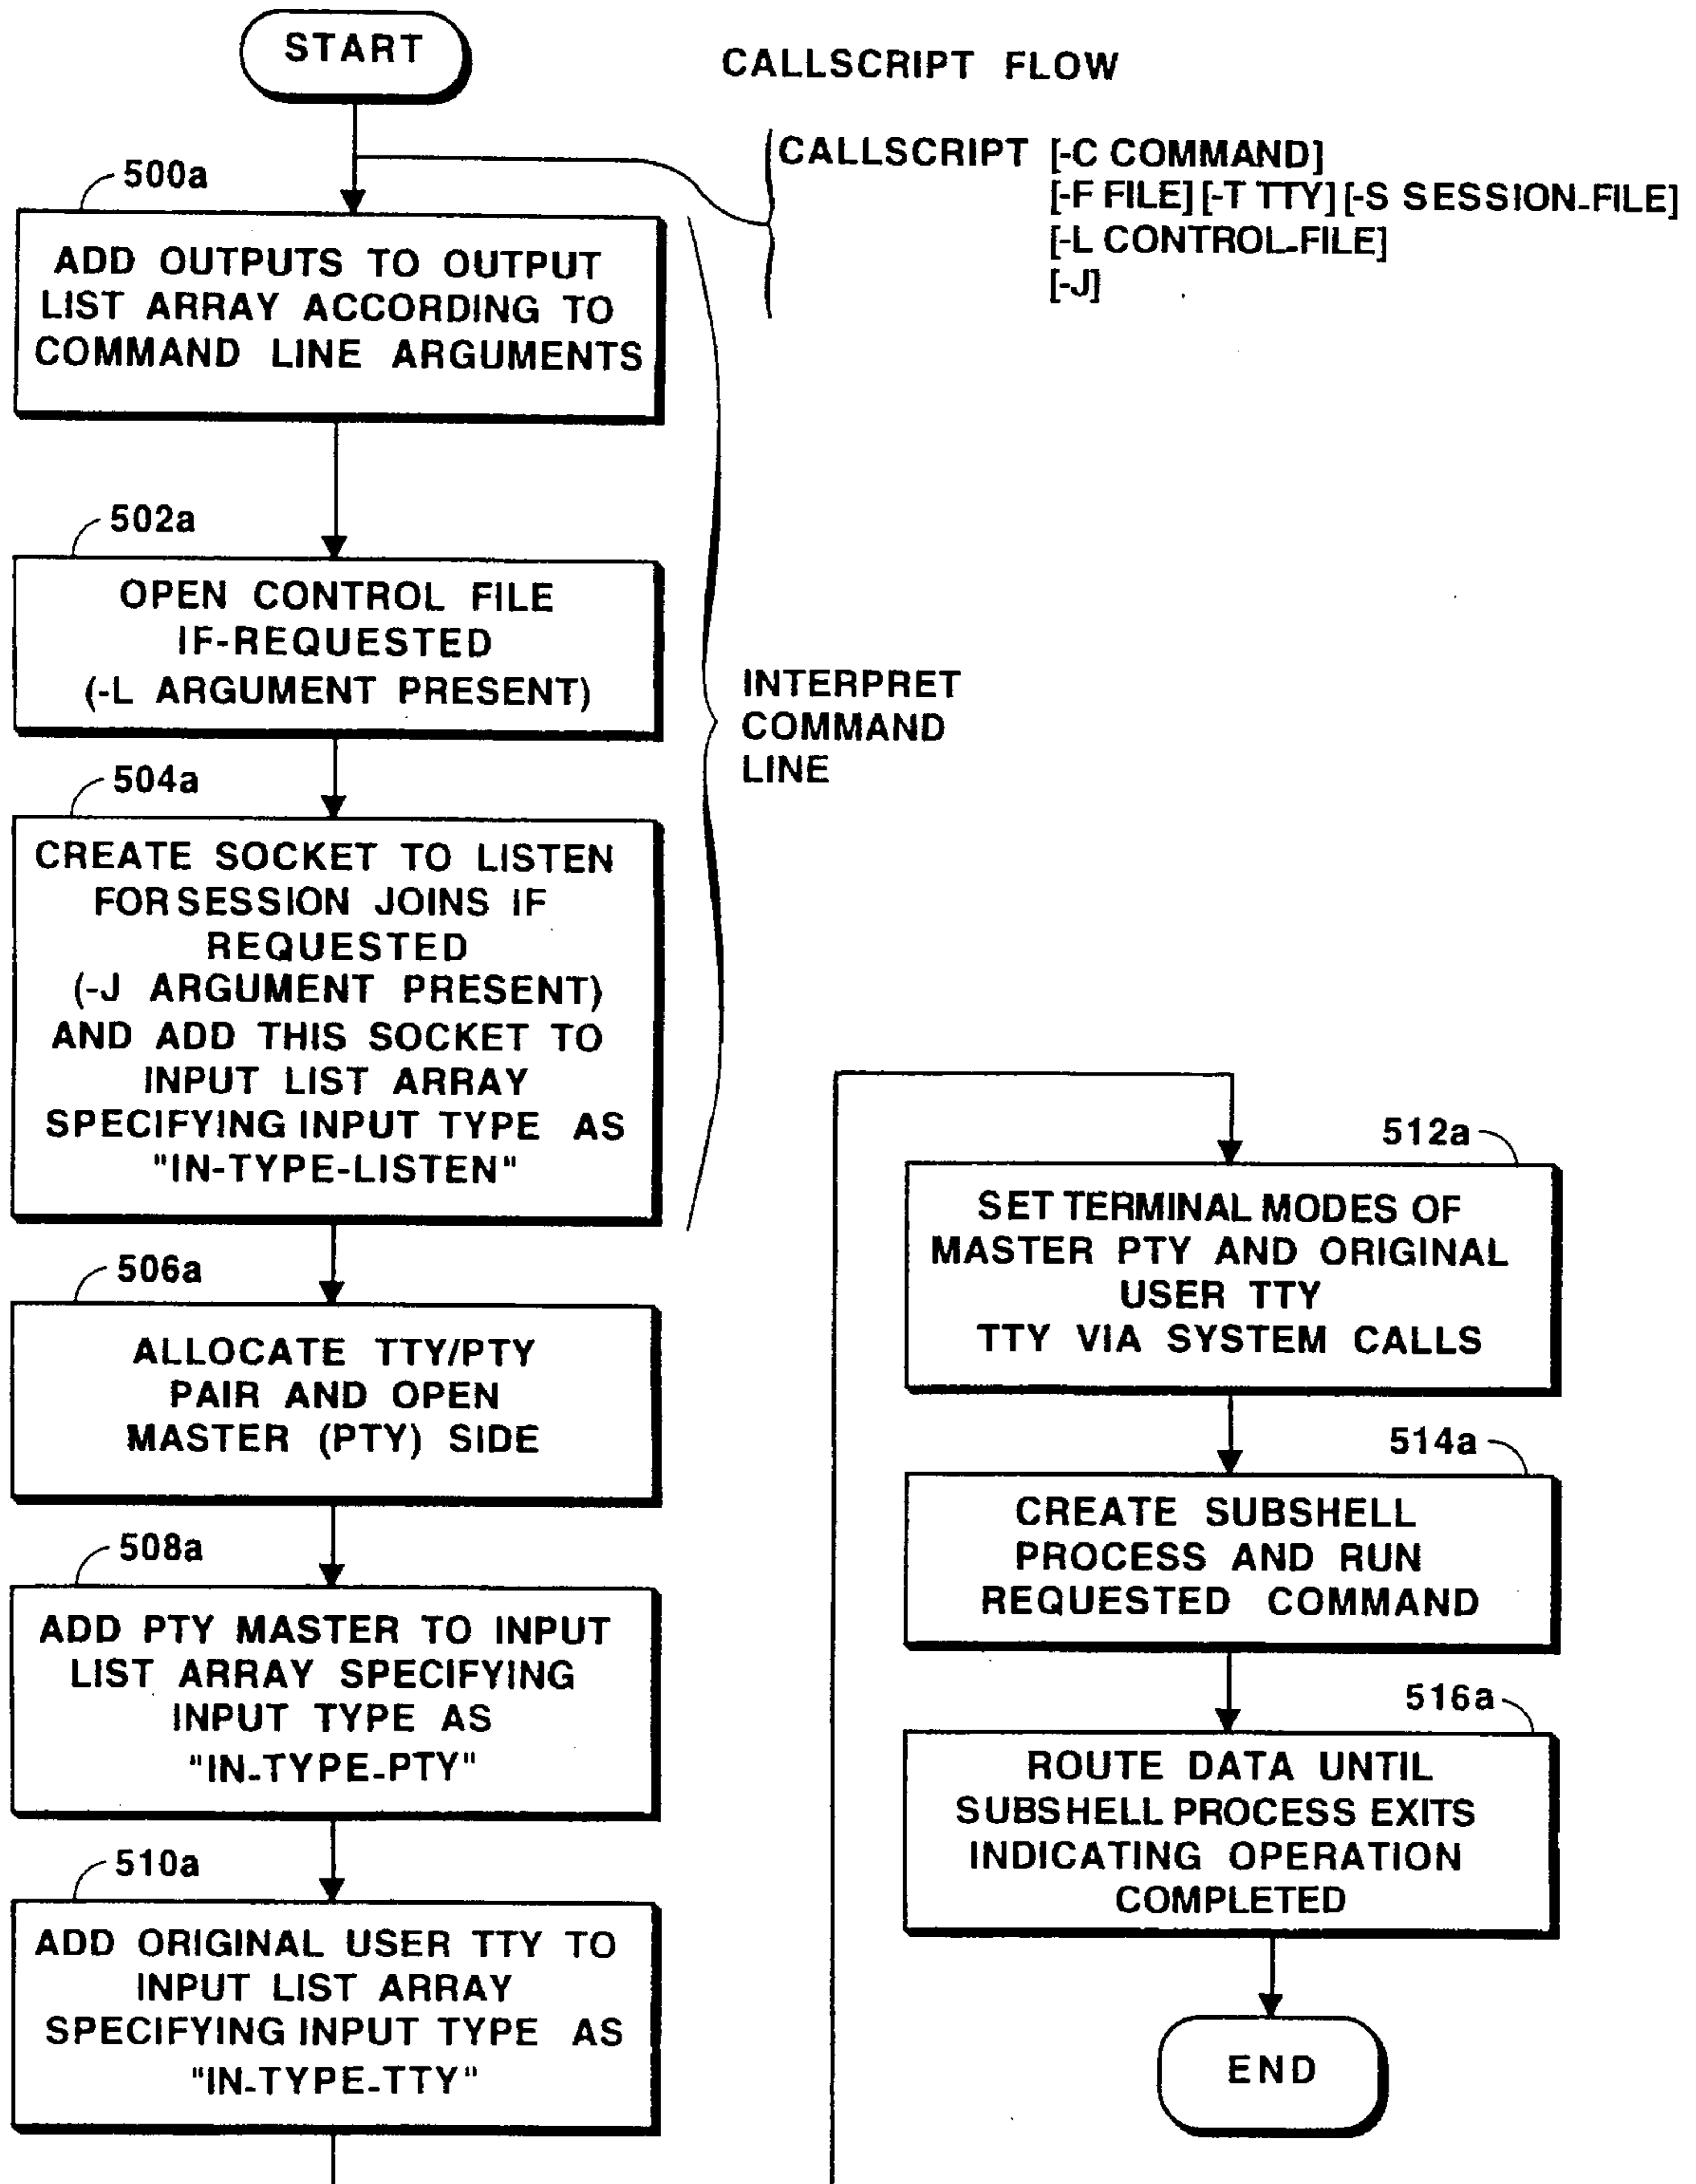 START
CALLSCRIPT FLOW
CALLSCRIPT [-C COMMAND]
[-F FILE] [-T TTY] [-S SESSION-FILE]
[-L CONTROL-FILE]
[-J]
500a
ADD OUTPUTS TO OUTPUT
LIST ARRAY ACCORDING TO
COMMAND LINE ARGUMENTS
502a
OPEN CONTROL FILE
IF-REQUESTED
(-L ARGUMENT PRESENT)
INTERPRET
COMMAND
LINE
504a
CREATE SOCKET TO LISTEN
FORSESSION JOINS IF
REQUESTED
(-J ARGUMENT PRESENT)
AND ADD THIS SOCKET TO
INPUT LIST ARRAY
SPECIFYING INPUT TYPE AS
"IN-TYPE-LISTEN"
506a
ALLOCATE TTY/PTY
PAIR AND OPEN
MASTER (PTY) SIDE
508a
ADD PTY MASTER TO INPUT
LIST ARRAY SPECIFYING
INPUT TYPE AS
"IN-TYPE-PTY"
510a
ADD ORIGINAL USER TTY TO
INPUT LIST ARRAY
SPECIFYING INPUT TYPE AS
"IN-TYPE-TTY"
512a
SET TERMINAL MODES OF
MASTER PTY AND ORIGINAL
USER TTY
TTY VIA SYSTEM CALLS
514a
CREATE SUBSHELL
PROCESS AND RUN
REQUESTED COMMAND
516a
ROUTE DATA UNTIL
SUBSHELL PROCESS EXITS
INDICATING OPERATION
COMPLETED
END